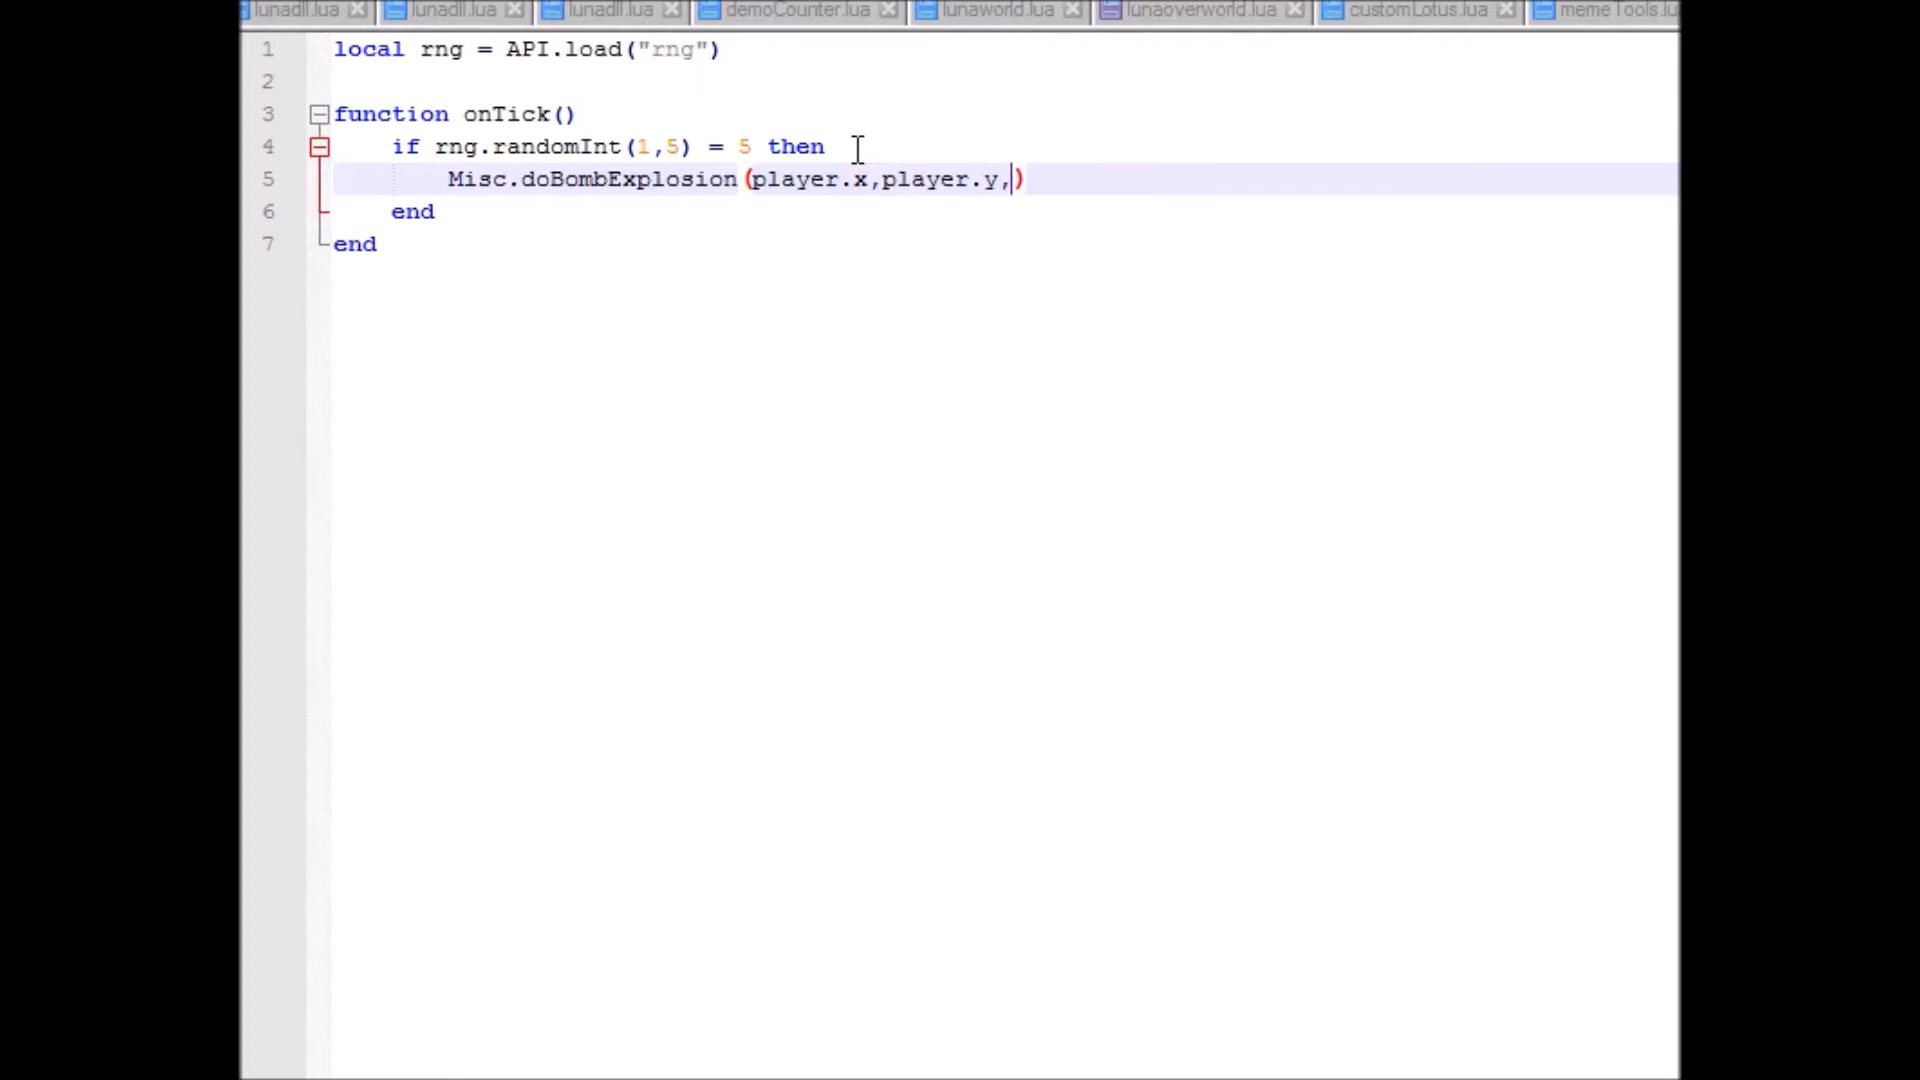 lunadll.lua lunadll.lua lunadll.lua demoCounter.lua lunaworld.lua lunaoverworld.lua customLotus.lua memeTools.lu
1 local rng = API.load("rng")
2
3 function onTick()
4 if rng.randomInt(1,5) = 5 then
5 Misc.doBombExplosion(player.x,player.y,)
6 end
7 end